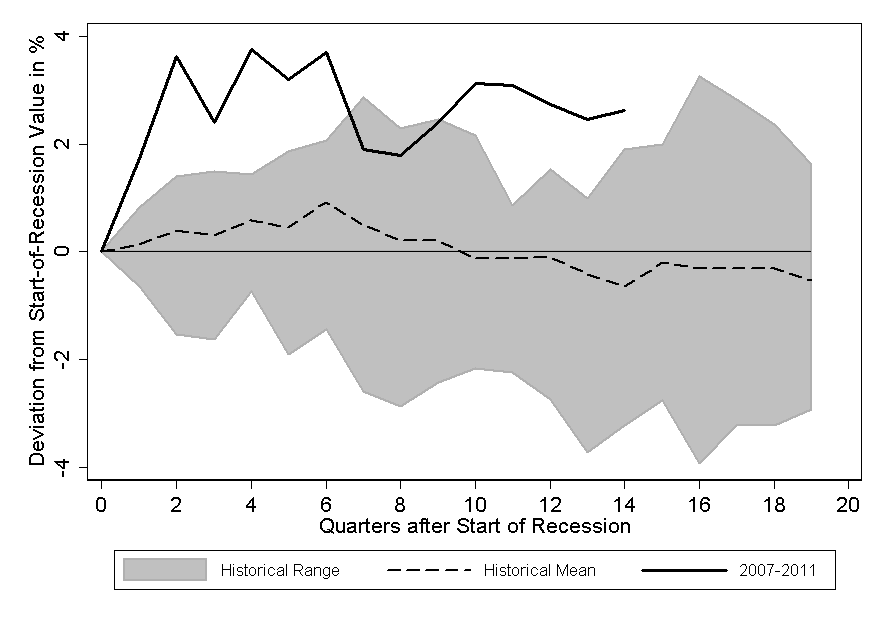 Deviation from Start-of-Recession Value in %
4
2
0
-2
-4
0 2 4 6 8 10 12 14 16 18 20
Quarters after Start of Recession
Historical Range Historical Mean 2007-2011